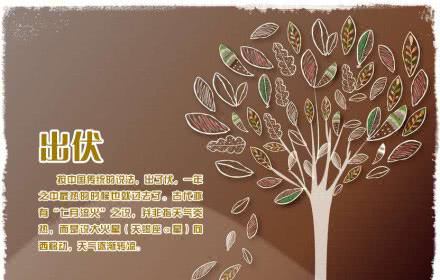 出伏
按中国传统的说法，出了伏，一年
之中最热的时候也就过去了，古代也
有“七月流火”之说，并非指天气炎
热，而是说大火星（天蝎座α星）向
西移动，天气逐渐转凉。